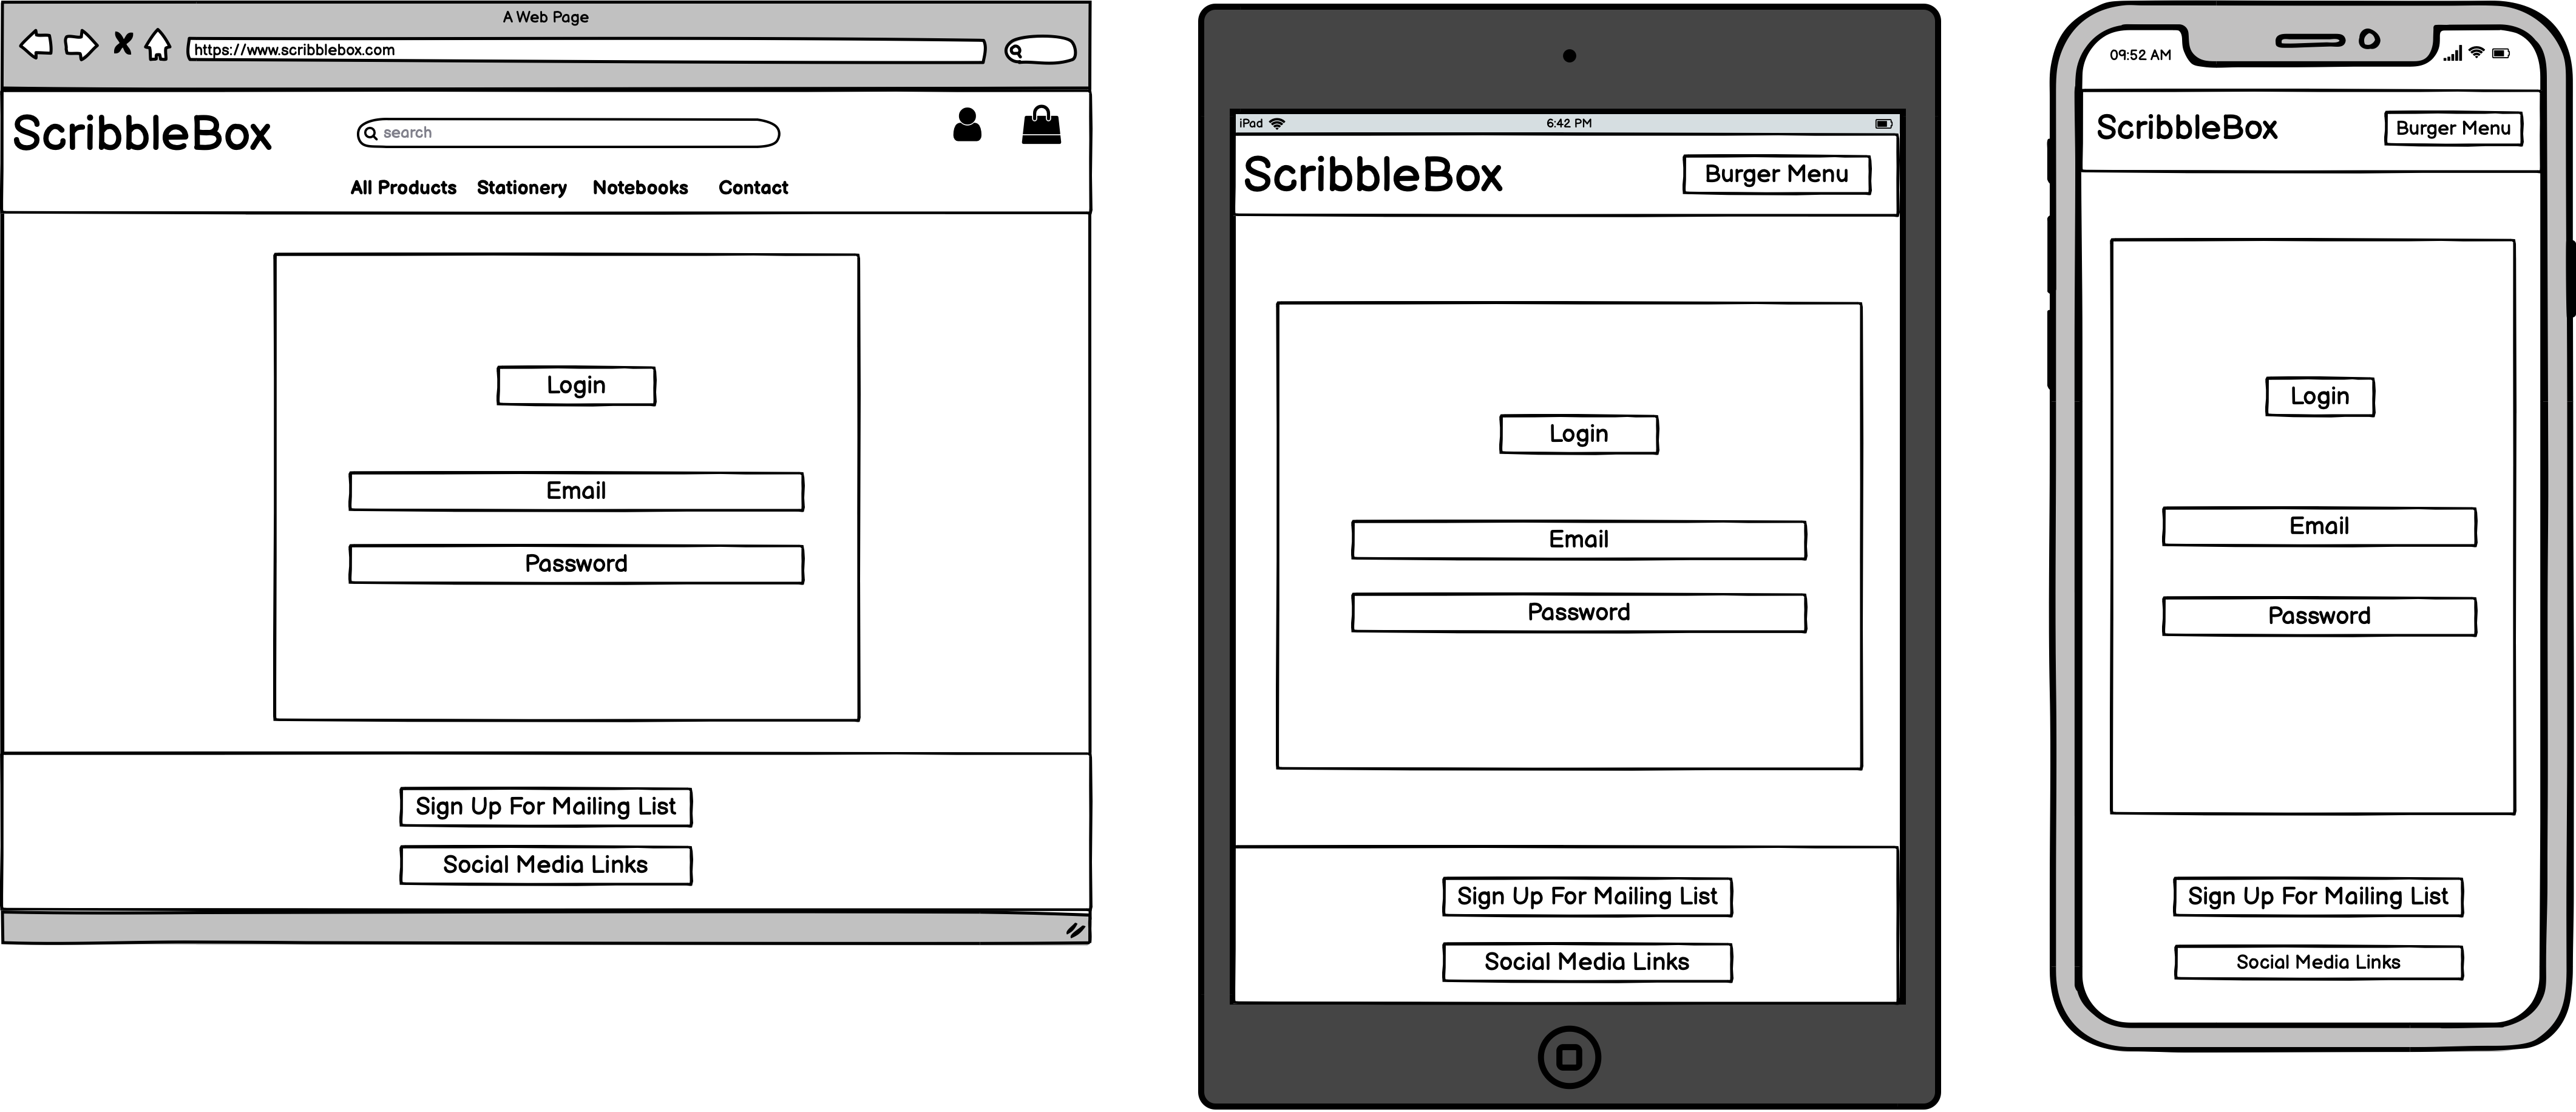 A Web Page
https://www.scribblebox.com
ScribbleBox
search
All Products Stationery Notebooks Contact
Login
Email
Password
Sign Up For Mailing List
Social Media Links
iPad 6:42 PM
ScribbleBox Burger Menu
Login
Email
Password
Sign Up For Mailing List
Social Media Links
09:52 AM
ScribbleBox Burger Menu
Login
Email
Password
Sign Up For Mailing List
Social Media Links